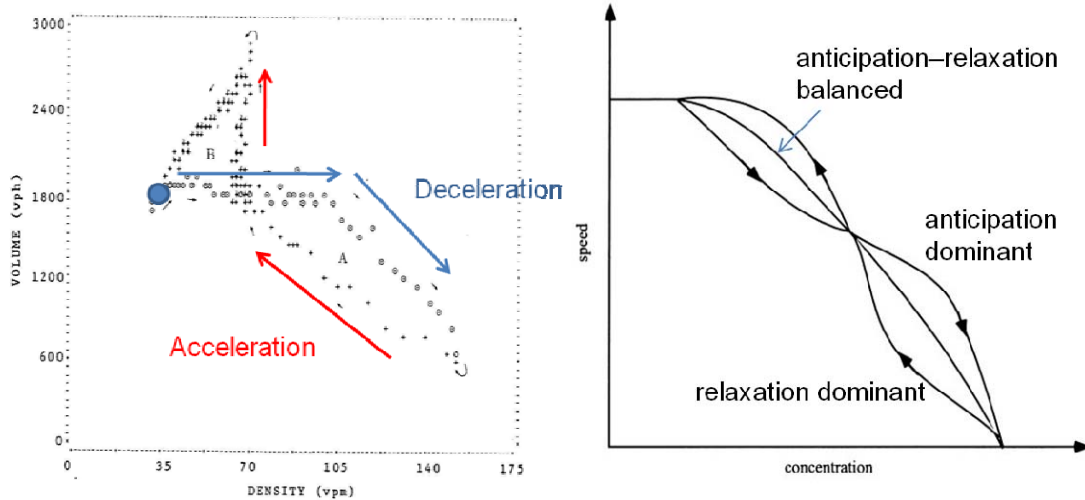 3000
2400
1800
1200
600
0
VOLUME (vph)
B
A
Deceleration
Acceleration
0 35 70 105 140 175
DENSITY (vpm)
anticipation–relaxation
balanced
anticipation
dominant
relaxation dominant
speed
concentration